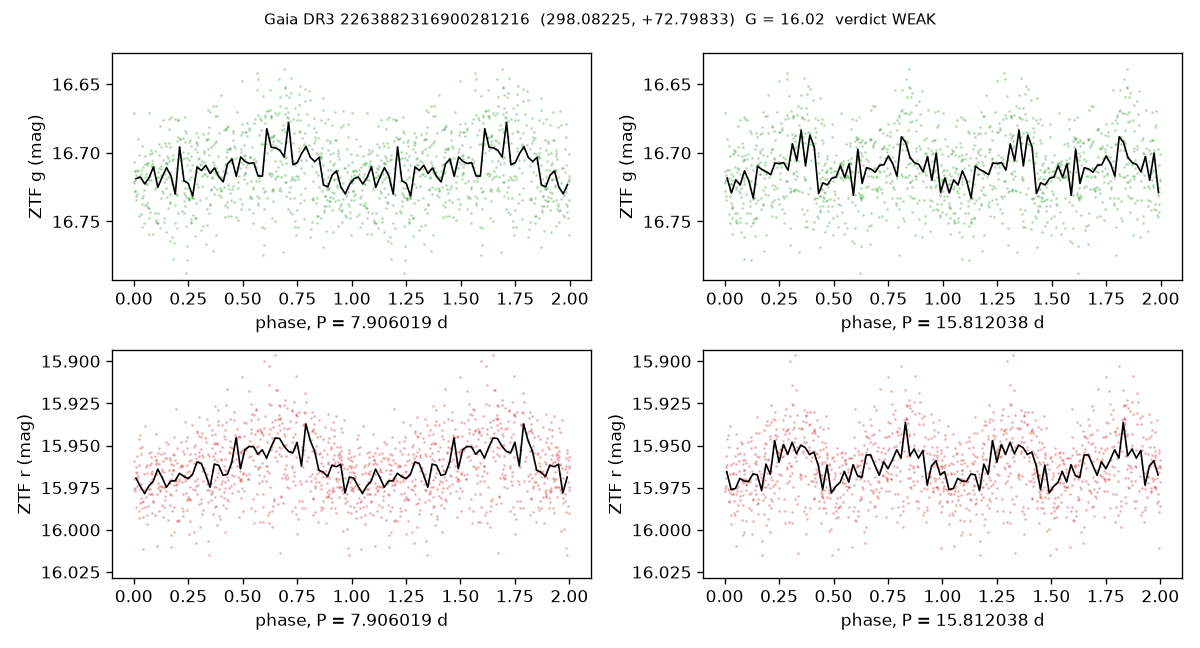 Gaia DR3 2263882316900281216 (298.08225, +72.79833) G = 16.02 verdict WEAK
ZTF g (mag)
16.65
16.70
16.75
0.00 0.25 0.50 0.75 1.00 1.25 1.50 1.75 2.00
phase, P = 7.906019 d
ZTF g (mag)
16.65
16.70
16.75
0.00 0.25 0.50 0.75 1.00 1.25 1.50 1.75 2.00
phase, P = 15.812038 d
ZTF r (mag)
15.900
15.925
15.950
15.975
16.000
16.025
0.00 0.25 0.50 0.75 1.00 1.25 1.50 1.75 2.00
phase, P = 7.906019 d
ZTF r (mag)
15.900
15.925
15.950
15.975
16.000
16.025
0.00 0.25 0.50 0.75 1.00 1.25 1.50 1.75 2.00
phase, P = 15.812038 d